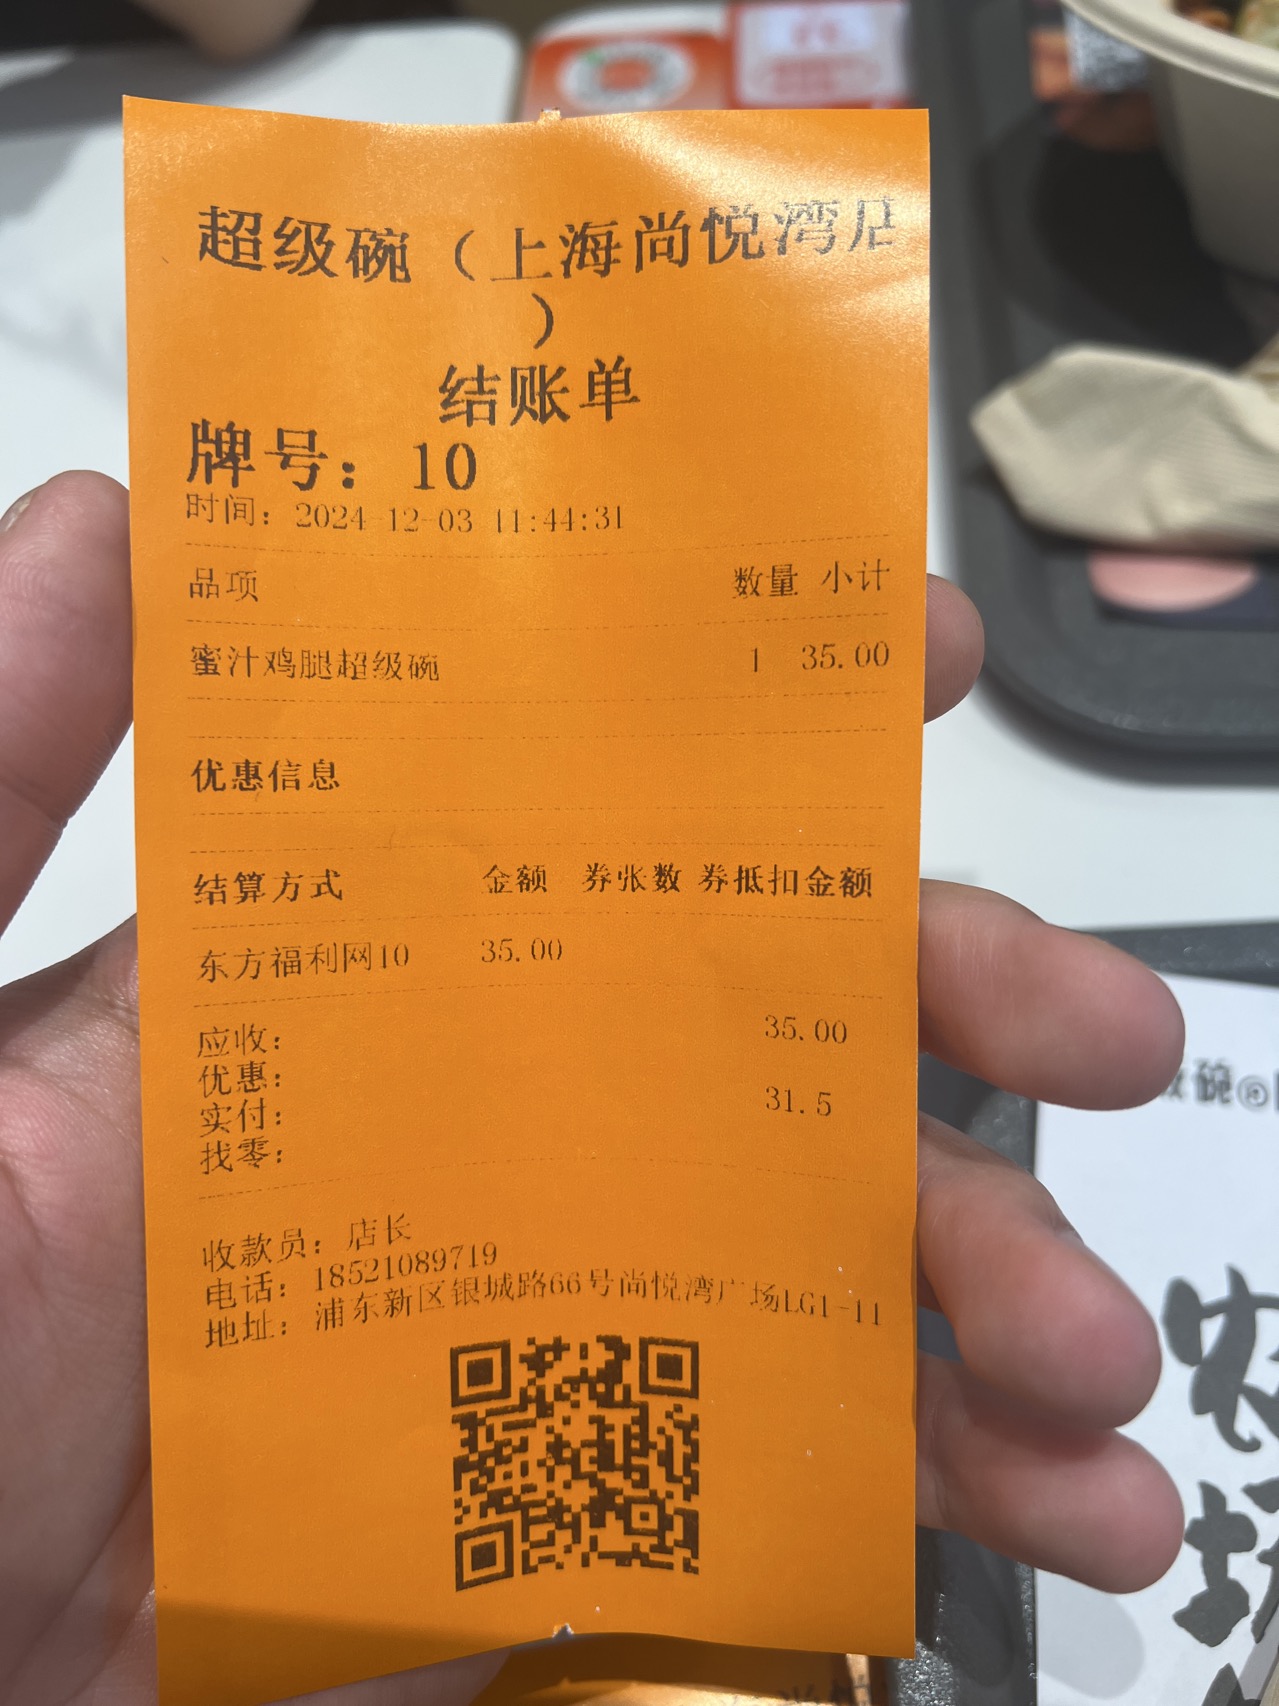 超级碗（上海尚悦湾店
）
结账单
牌号：10
时间：2024-12-03 11:44:31
品项 数量 小计
蜜汁鸡腿超级碗 1 35.00
优惠信息
结算方式 金额 券张数 券抵扣金额
东方福利网10 35.00
应收： 35.00
优惠：
实付： 31.5
找零：
收款员：店长
电话：18521089719
地址：浦东新区银城路66号尚悦湾广场LG1-11
碗®